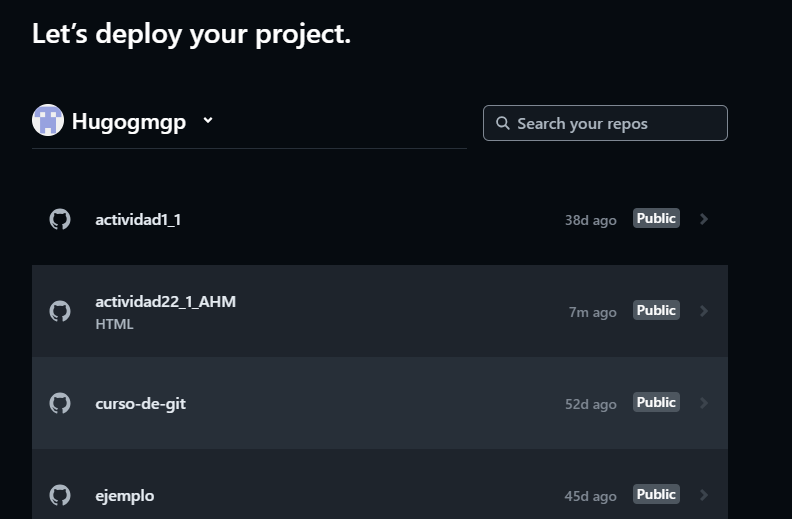 Let’s deploy your project.
Hugogmgp
Search your repos
actividad1_1
38d ago
Public
actividad22_1_AHM
HTML
7m ago
Public
curso-de-git
52d ago
Public
ejemplo
45d ago
Public